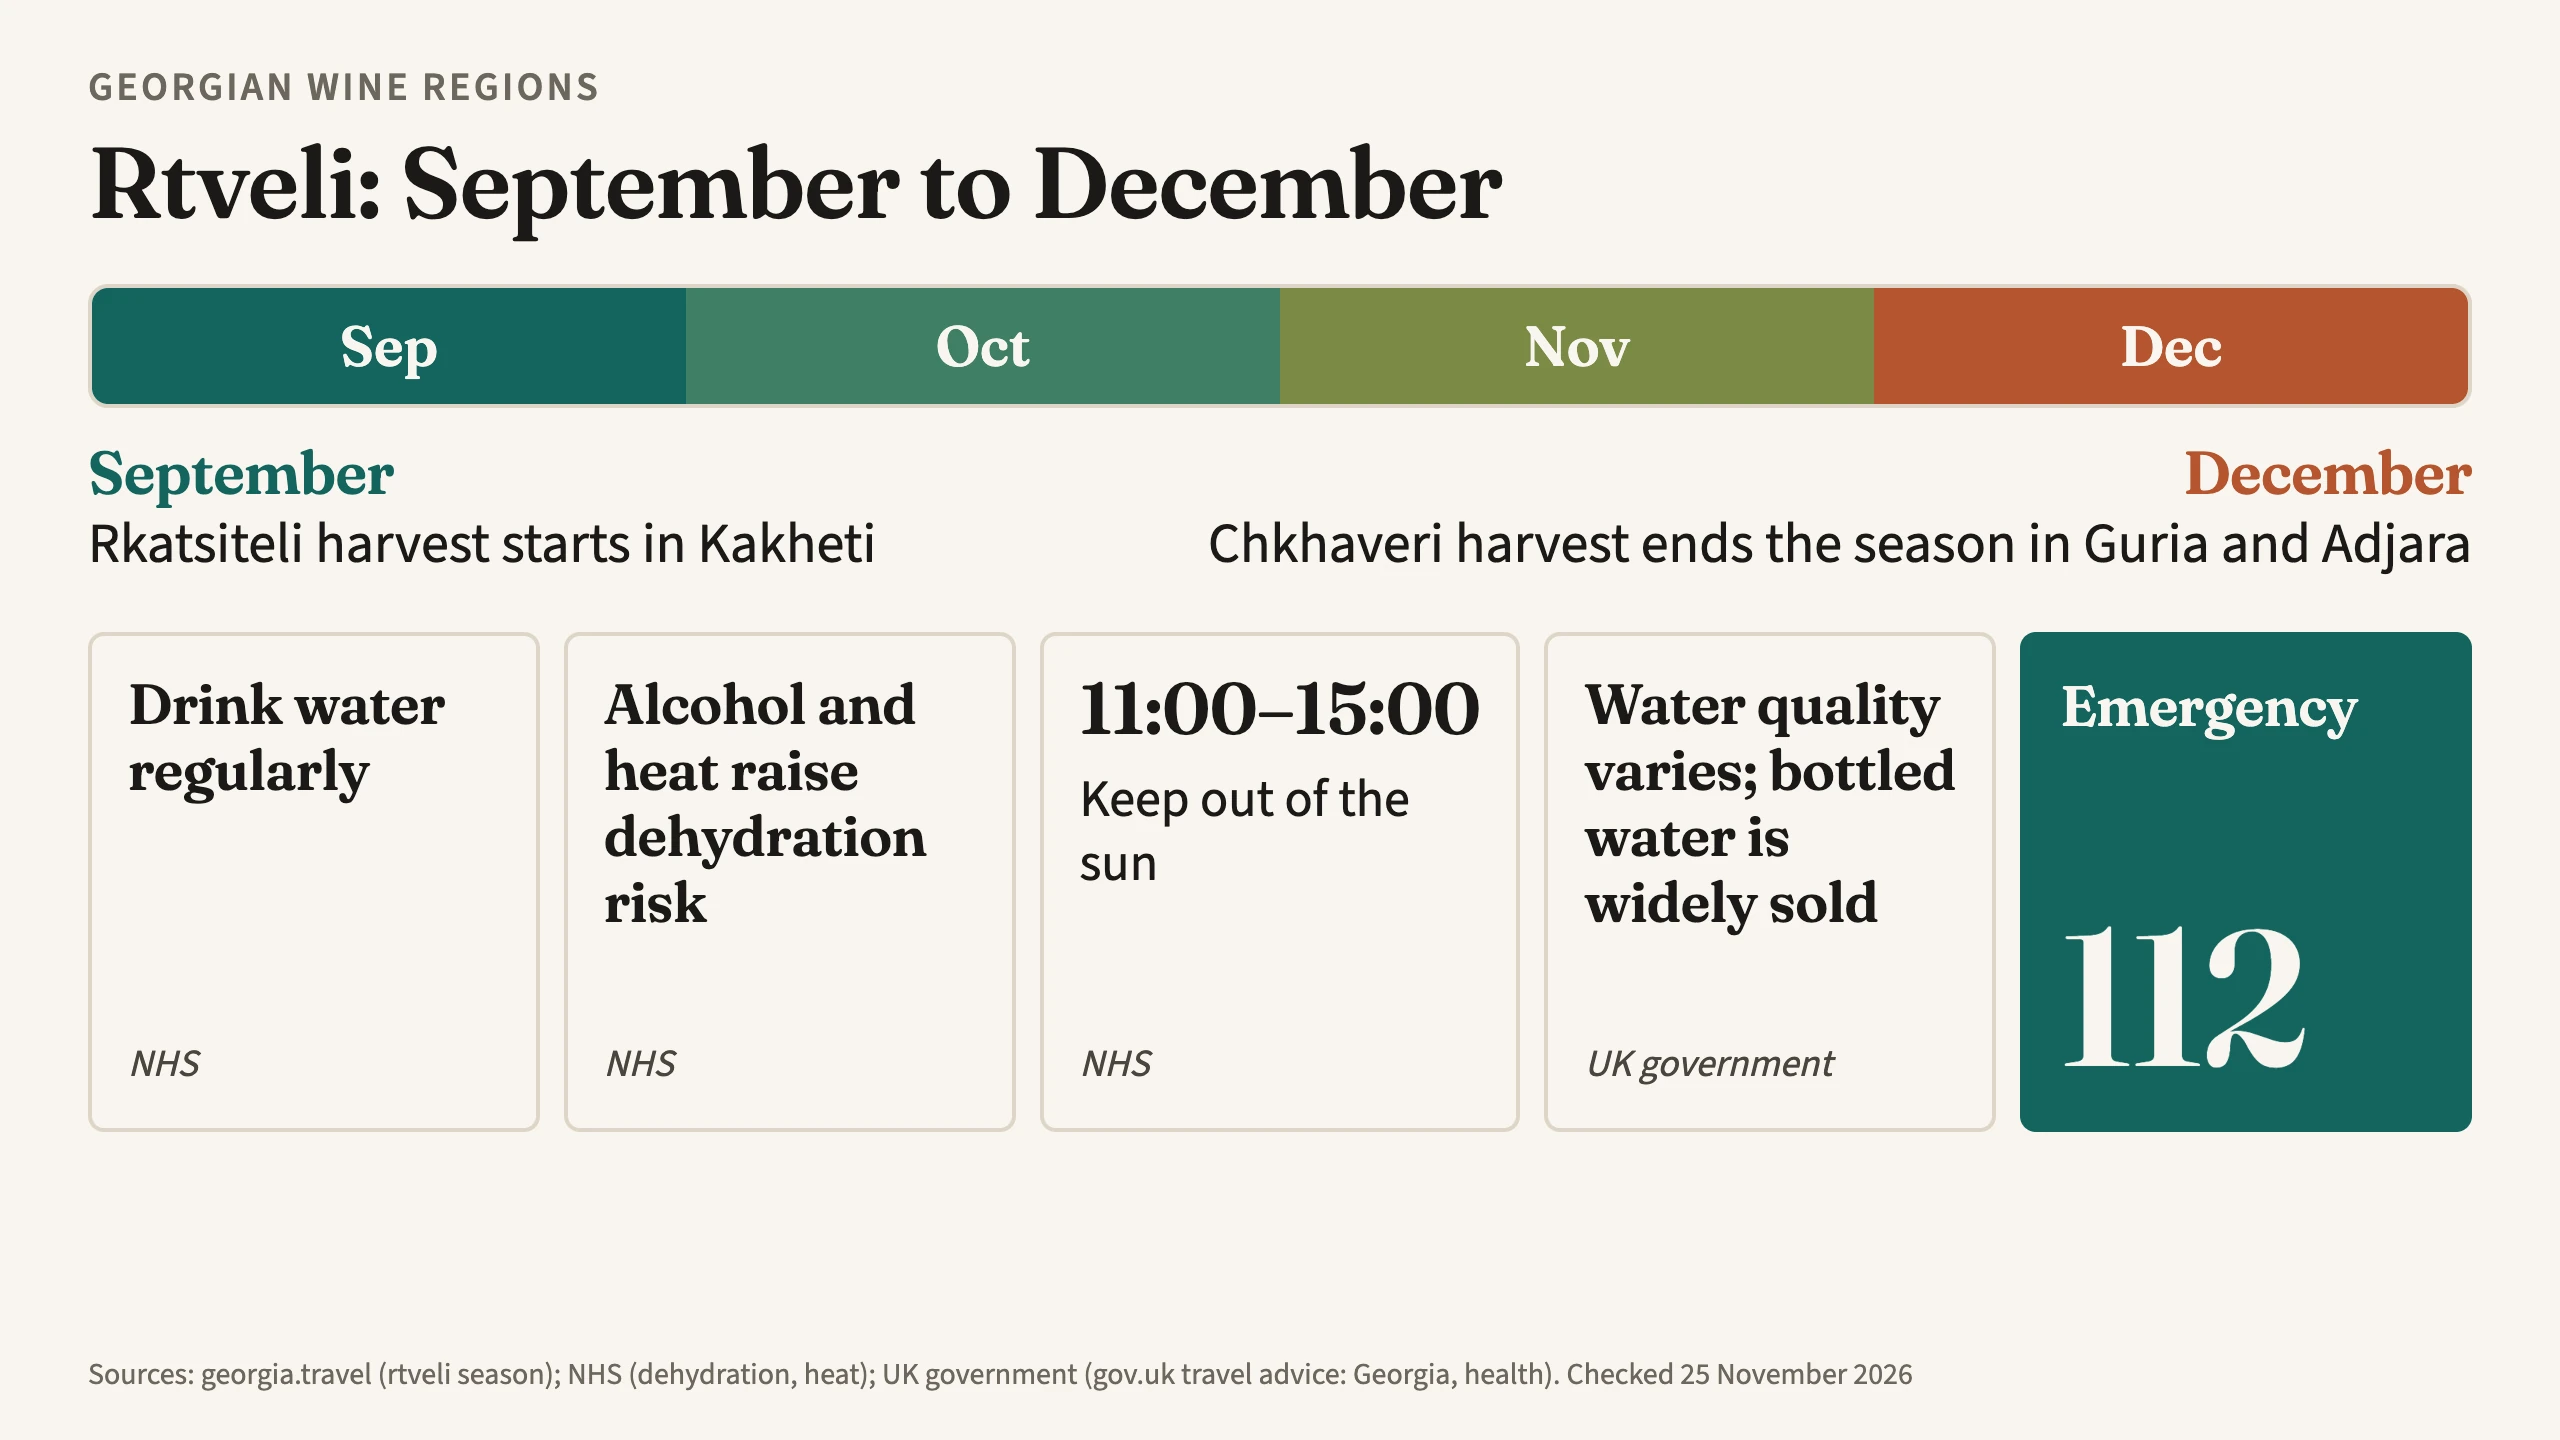 GEORGIAN WINE REGIONS
Rtveli: September to December
Sep
Oct
Nov
Dec
September
Rkatsiteli harvest starts in Kakheti
December
Chkhaveri harvest ends the season in Guria and Adjara
Drink water
regularly
NHS
Alcohol and
heat raise
dehydration
risk
NHS
11:00–15:00
Keep out of the
sun
NHS
Water quality
varies; bottled
water is
widely sold
UK government
Emergency
112
Sources: georgia.travel (rtveli season); NHS (dehydration, heat); UK government (gov.uk travel advice: Georgia, health). Checked 25 November 2026